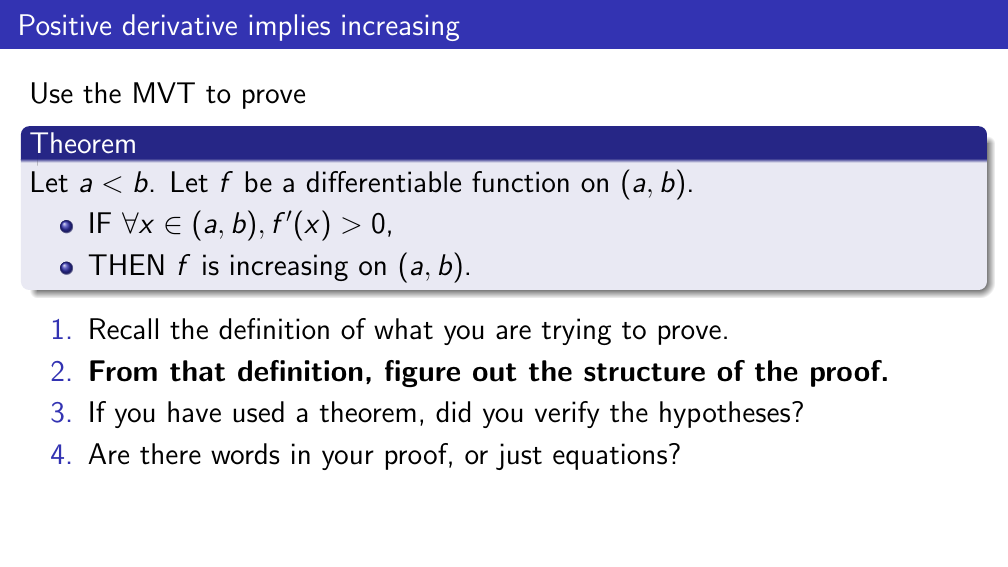 Positive derivative implies increasing
Use the MVT to prove
Theorem
Let a < b. Let f be a differentiable function on (a, b).
IF ∀x ∈ (a, b), f′(x) > 0,
THEN f is increasing on (a, b).
1. Recall the definition of what you are trying to prove.
2. From that definition, figure out the structure of the proof.
3. If you have used a theorem, did you verify the hypotheses?
4. Are there words in your proof, or just equations?